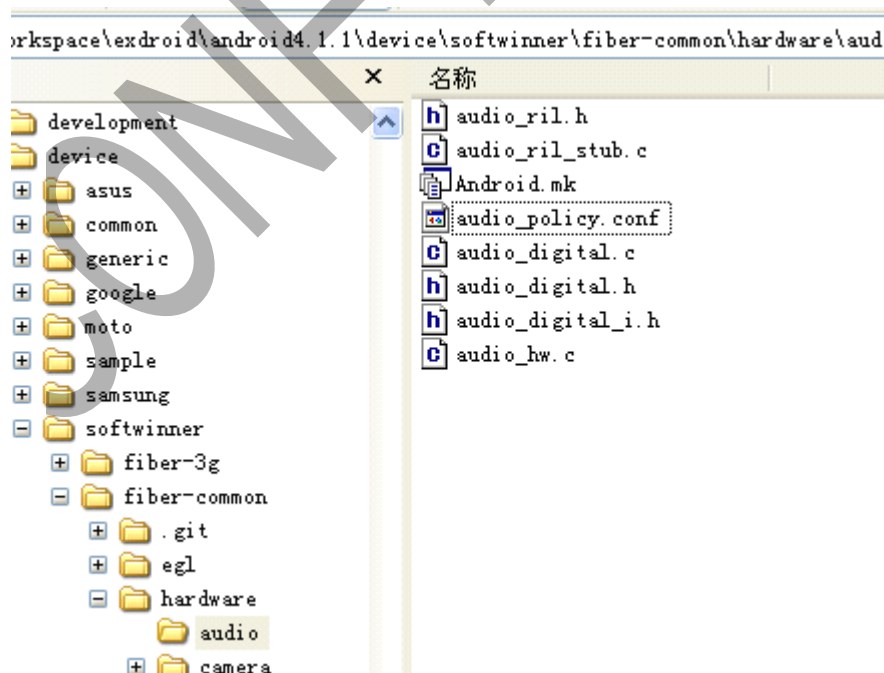 orkspace\exdroid\android4.1.1\device\softwinner\fiber-common\hardware\aud
名称
development
device
asus
common
generic
google
moto
sample
samsung
softwinner
fiber-3g
fiber-common
.git
egl
hardware
audio
camera
audio_ril.h
audio_ril_stub.c
Android.mk
audio_policy.conf
audio_digital.c
audio_digital.h
audio_digital_i.h
audio_hw.c
CONF